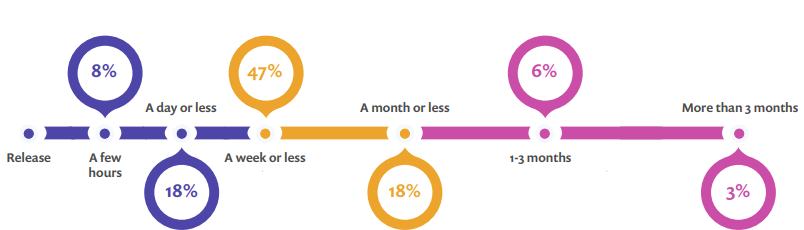 8%
47%
6%
A day or less
A month or less
More than 3 months
Release
A few
hours
A week or less
1-3 months
18%
18%
3%